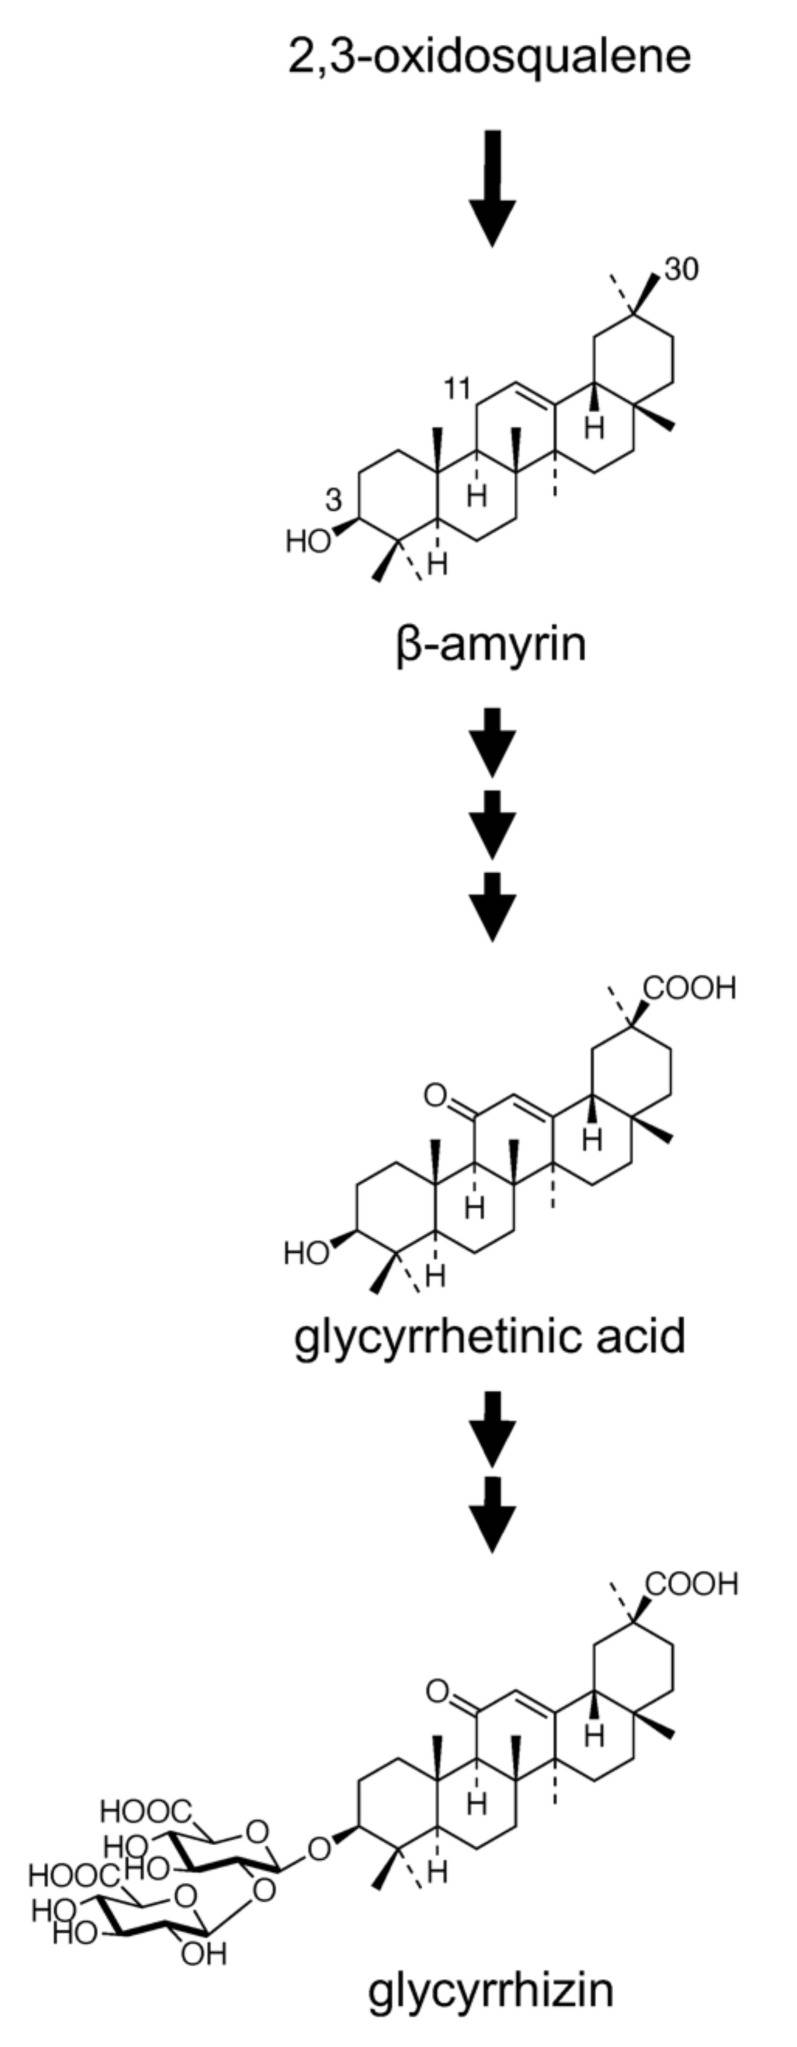 2,3-oxidosqualene
30
11
H
H
3
HO
H
β-amyrin
COOH
O
H
H
HO
H
glycyrrhetinic acid
COOH
O
H
H
HOOC
O
HO
O
H
HOOC
HO
O
O
HO
HO
OH
glycyrrhizin